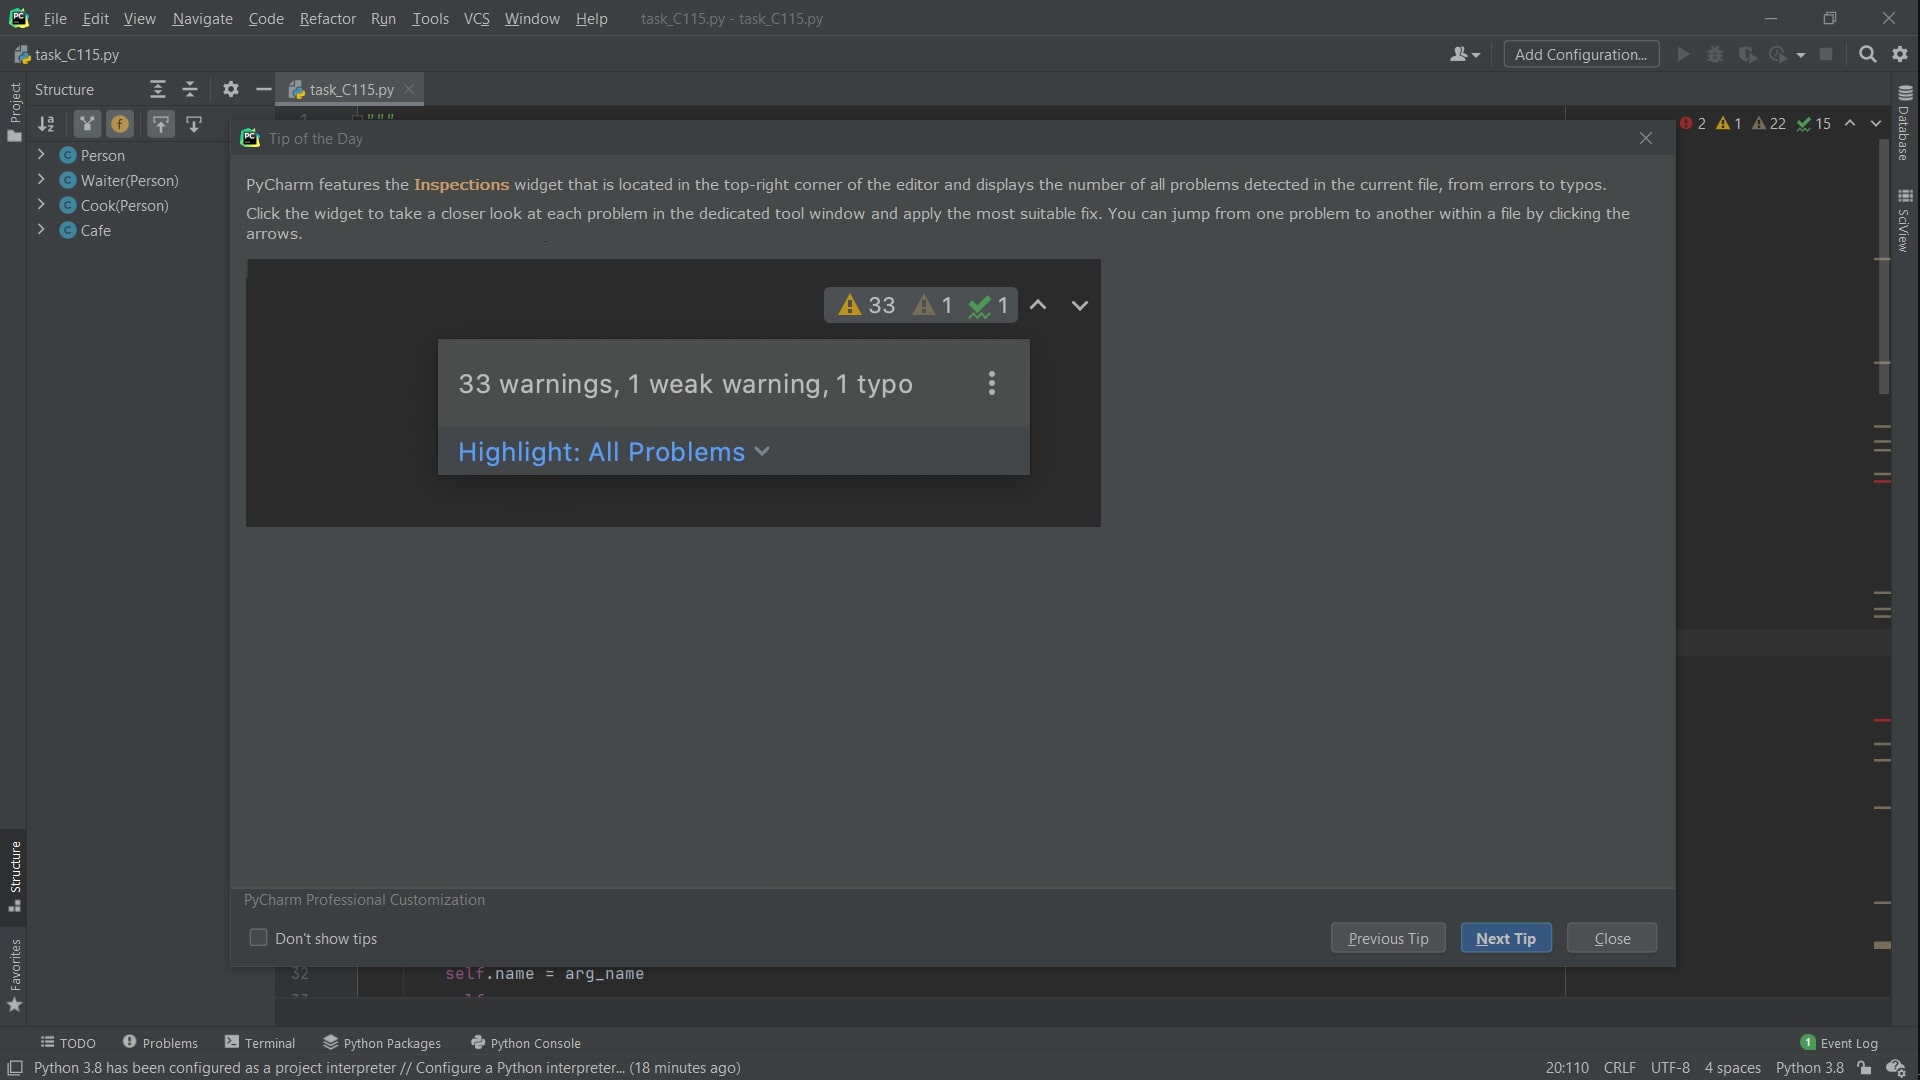 File Edit View Navigate Code Refactor Run Tools VCS Window Help task_C115.py - task_C115.py
task_C115.py Add Configuration...
Project Structure task_C115.py
1 """
Tip of the Day 2 1 22 15
Database
Person
Waiter(Person)
Cook(Person)
Cafe
SciView
PyCharm features the Inspections widget that is located in the top-right corner of the editor and displays the number of all problems detected in the current file, from errors to typos.
Click the widget to take a closer look at each problem in the dedicated tool window and apply the most suitable fix. You can jump from one problem to another within a file by clicking the
arrows.
33 1 1
33 warnings, 1 weak warning, 1 typo
Highlight: All Problems
Structure
PyCharm Professional Customization
Don't show tips Previous Tip Next Tip Close
Favorites
32 self.name = arg_name
TODO Problems Terminal Python Packages Python Console 1 Event Log
Python 3.8 has been configured as a project interpreter // Configure a Python interpreter... (18 minutes ago) 20:110 CRLF UTF-8 4 spaces Python 3.8